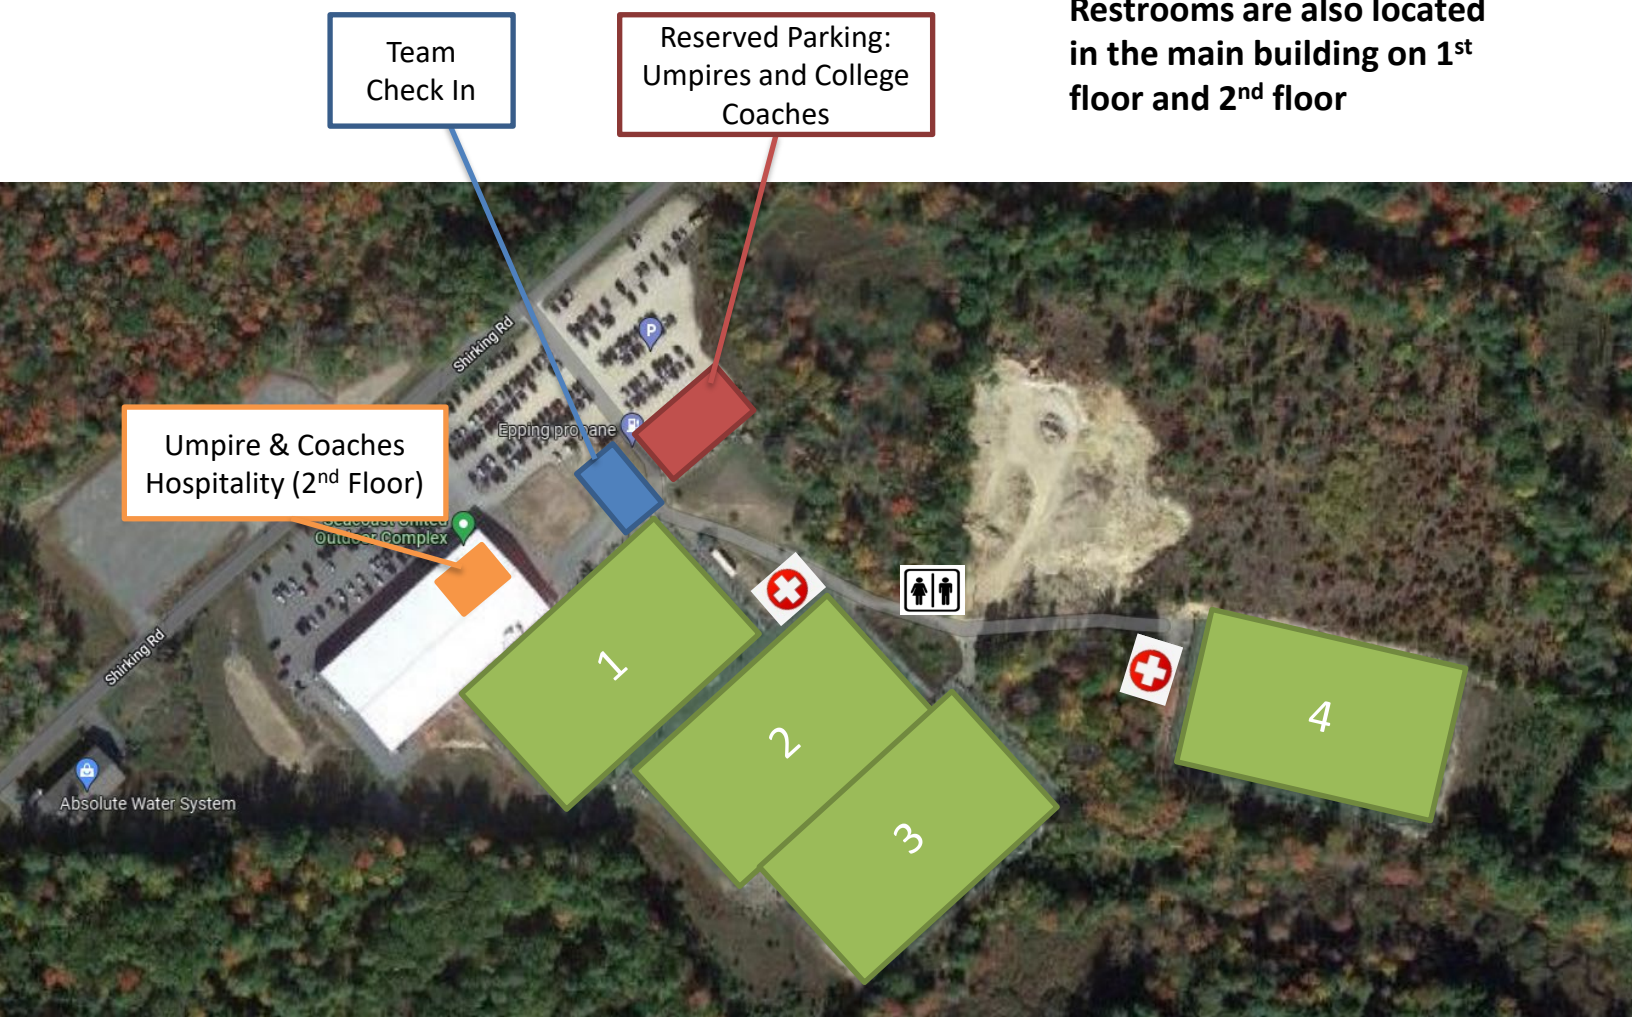 Restrooms are also located
in the main building on 1st
floor and 2nd floor
Team
Check In
Reserved Parking:
Umpires and College
Coaches
Shirking Rd
P
Epping propane
Umpire & Coaches
Hospitality (2nd Floor)
Seacoast United
Outdoor Complex
Shirking Rd
Absolute Water System
1
2
3
4